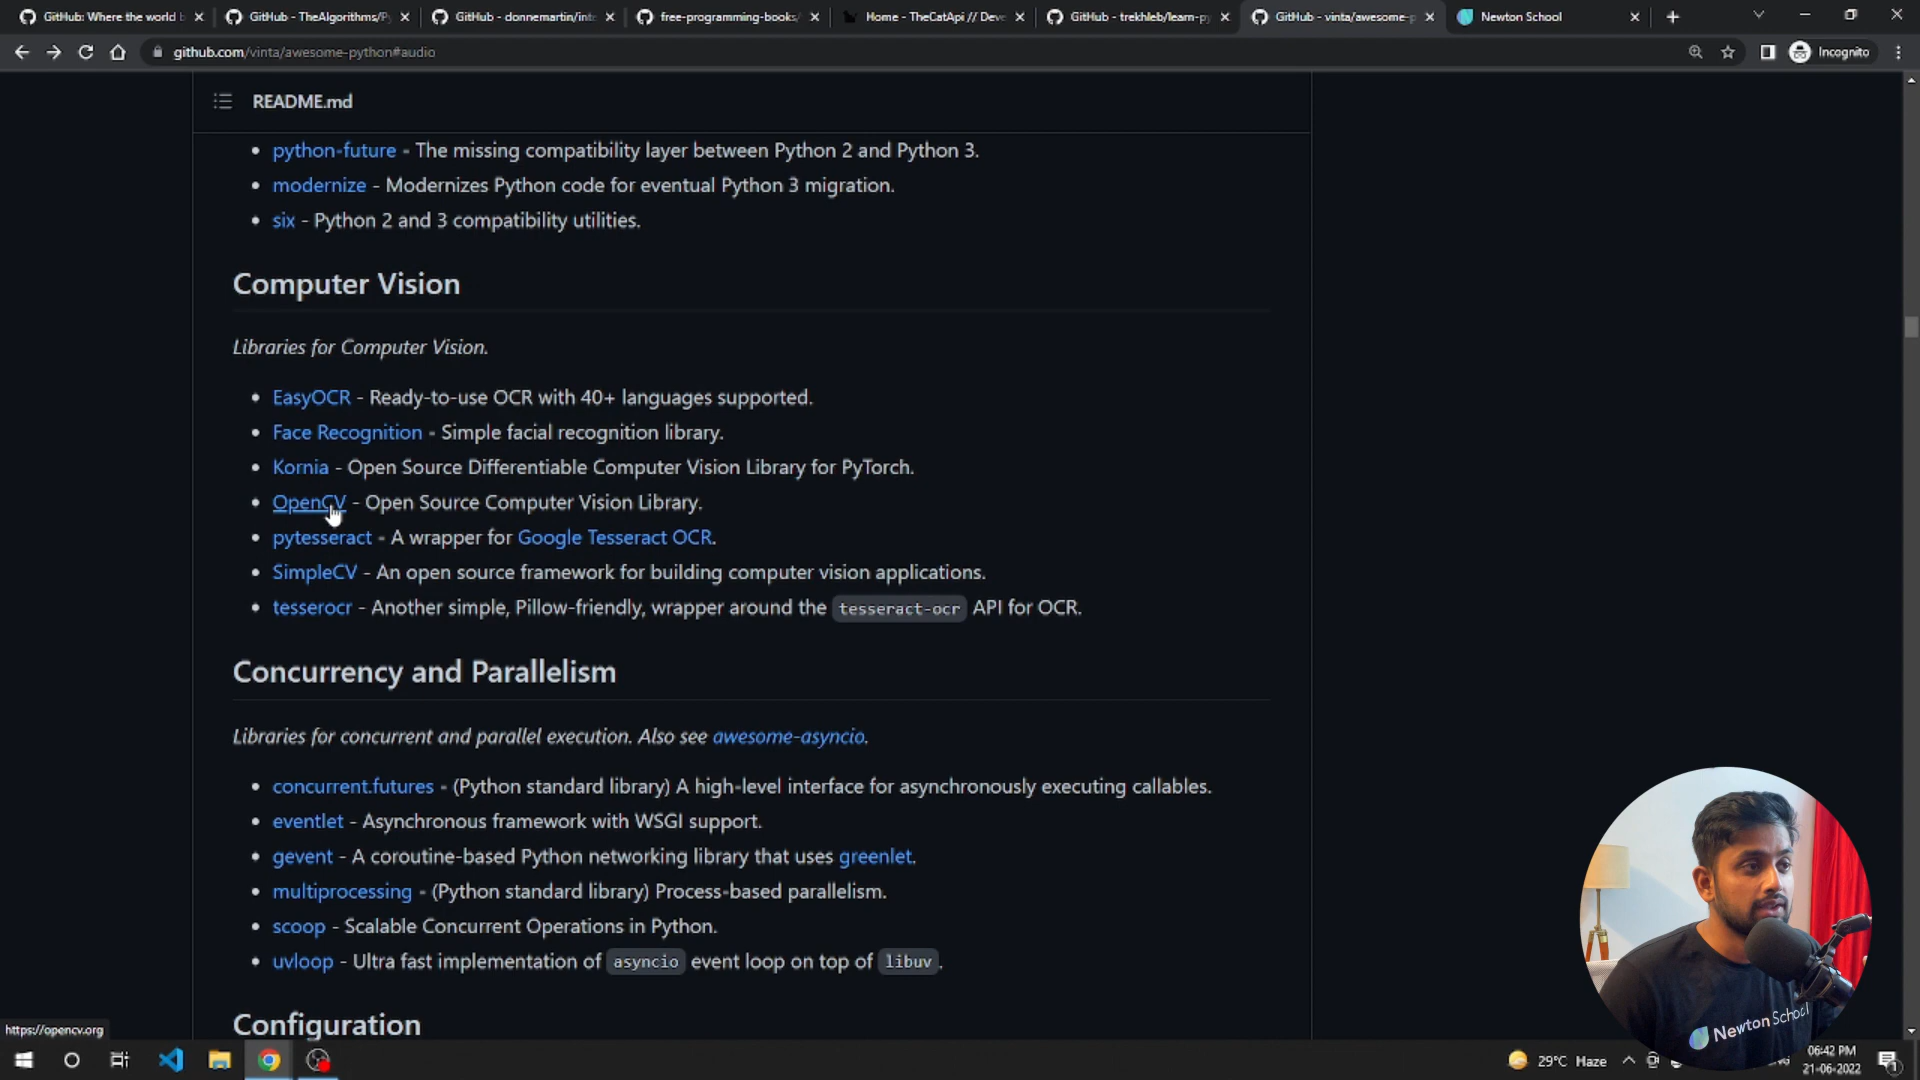 GitHub: Where the world b
GitHub - TheAlgorithms/Py
GitHub - donnemartin/inte
free-programming-books/
Home - TheCatApi // Deve
GitHub - trekhleb/learn-py
GitHub - vinta/awesome-p
Newton School
github.com/vinta/awesome-python#audio
Incognito
README.md
python-future - The missing compatibility layer between Python 2 and Python 3.
modernize - Modernizes Python code for eventual Python 3 migration.
six - Python 2 and 3 compatibility utilities.
Computer Vision
Libraries for Computer Vision.
EasyOCR - Ready-to-use OCR with 40+ languages supported.
Face Recognition - Simple facial recognition library.
Kornia - Open Source Differentiable Computer Vision Library for PyTorch.
OpenCV - Open Source Computer Vision Library.
pytesseract - A wrapper for Google Tesseract OCR.
SimpleCV - An open source framework for building computer vision applications.
tesserocr - Another simple, Pillow-friendly, wrapper around the tesseract-ocr API for OCR.
Concurrency and Parallelism
Libraries for concurrent and parallel execution. Also see awesome-asyncio.
concurrent.futures - (Python standard library) A high-level interface for asynchronously executing callables.
eventlet - Asynchronous framework with WSGI support.
gevent - A coroutine-based Python networking library that uses greenlet.
multiprocessing - (Python standard library) Process-based parallelism.
scoop - Scalable Concurrent Operations in Python.
uvloop - Ultra fast implementation of asyncio event loop on top of libuv.
Configuration
https://opencv.org
Newton School
29°C Haze
06:42 PM
21-06-2022
1